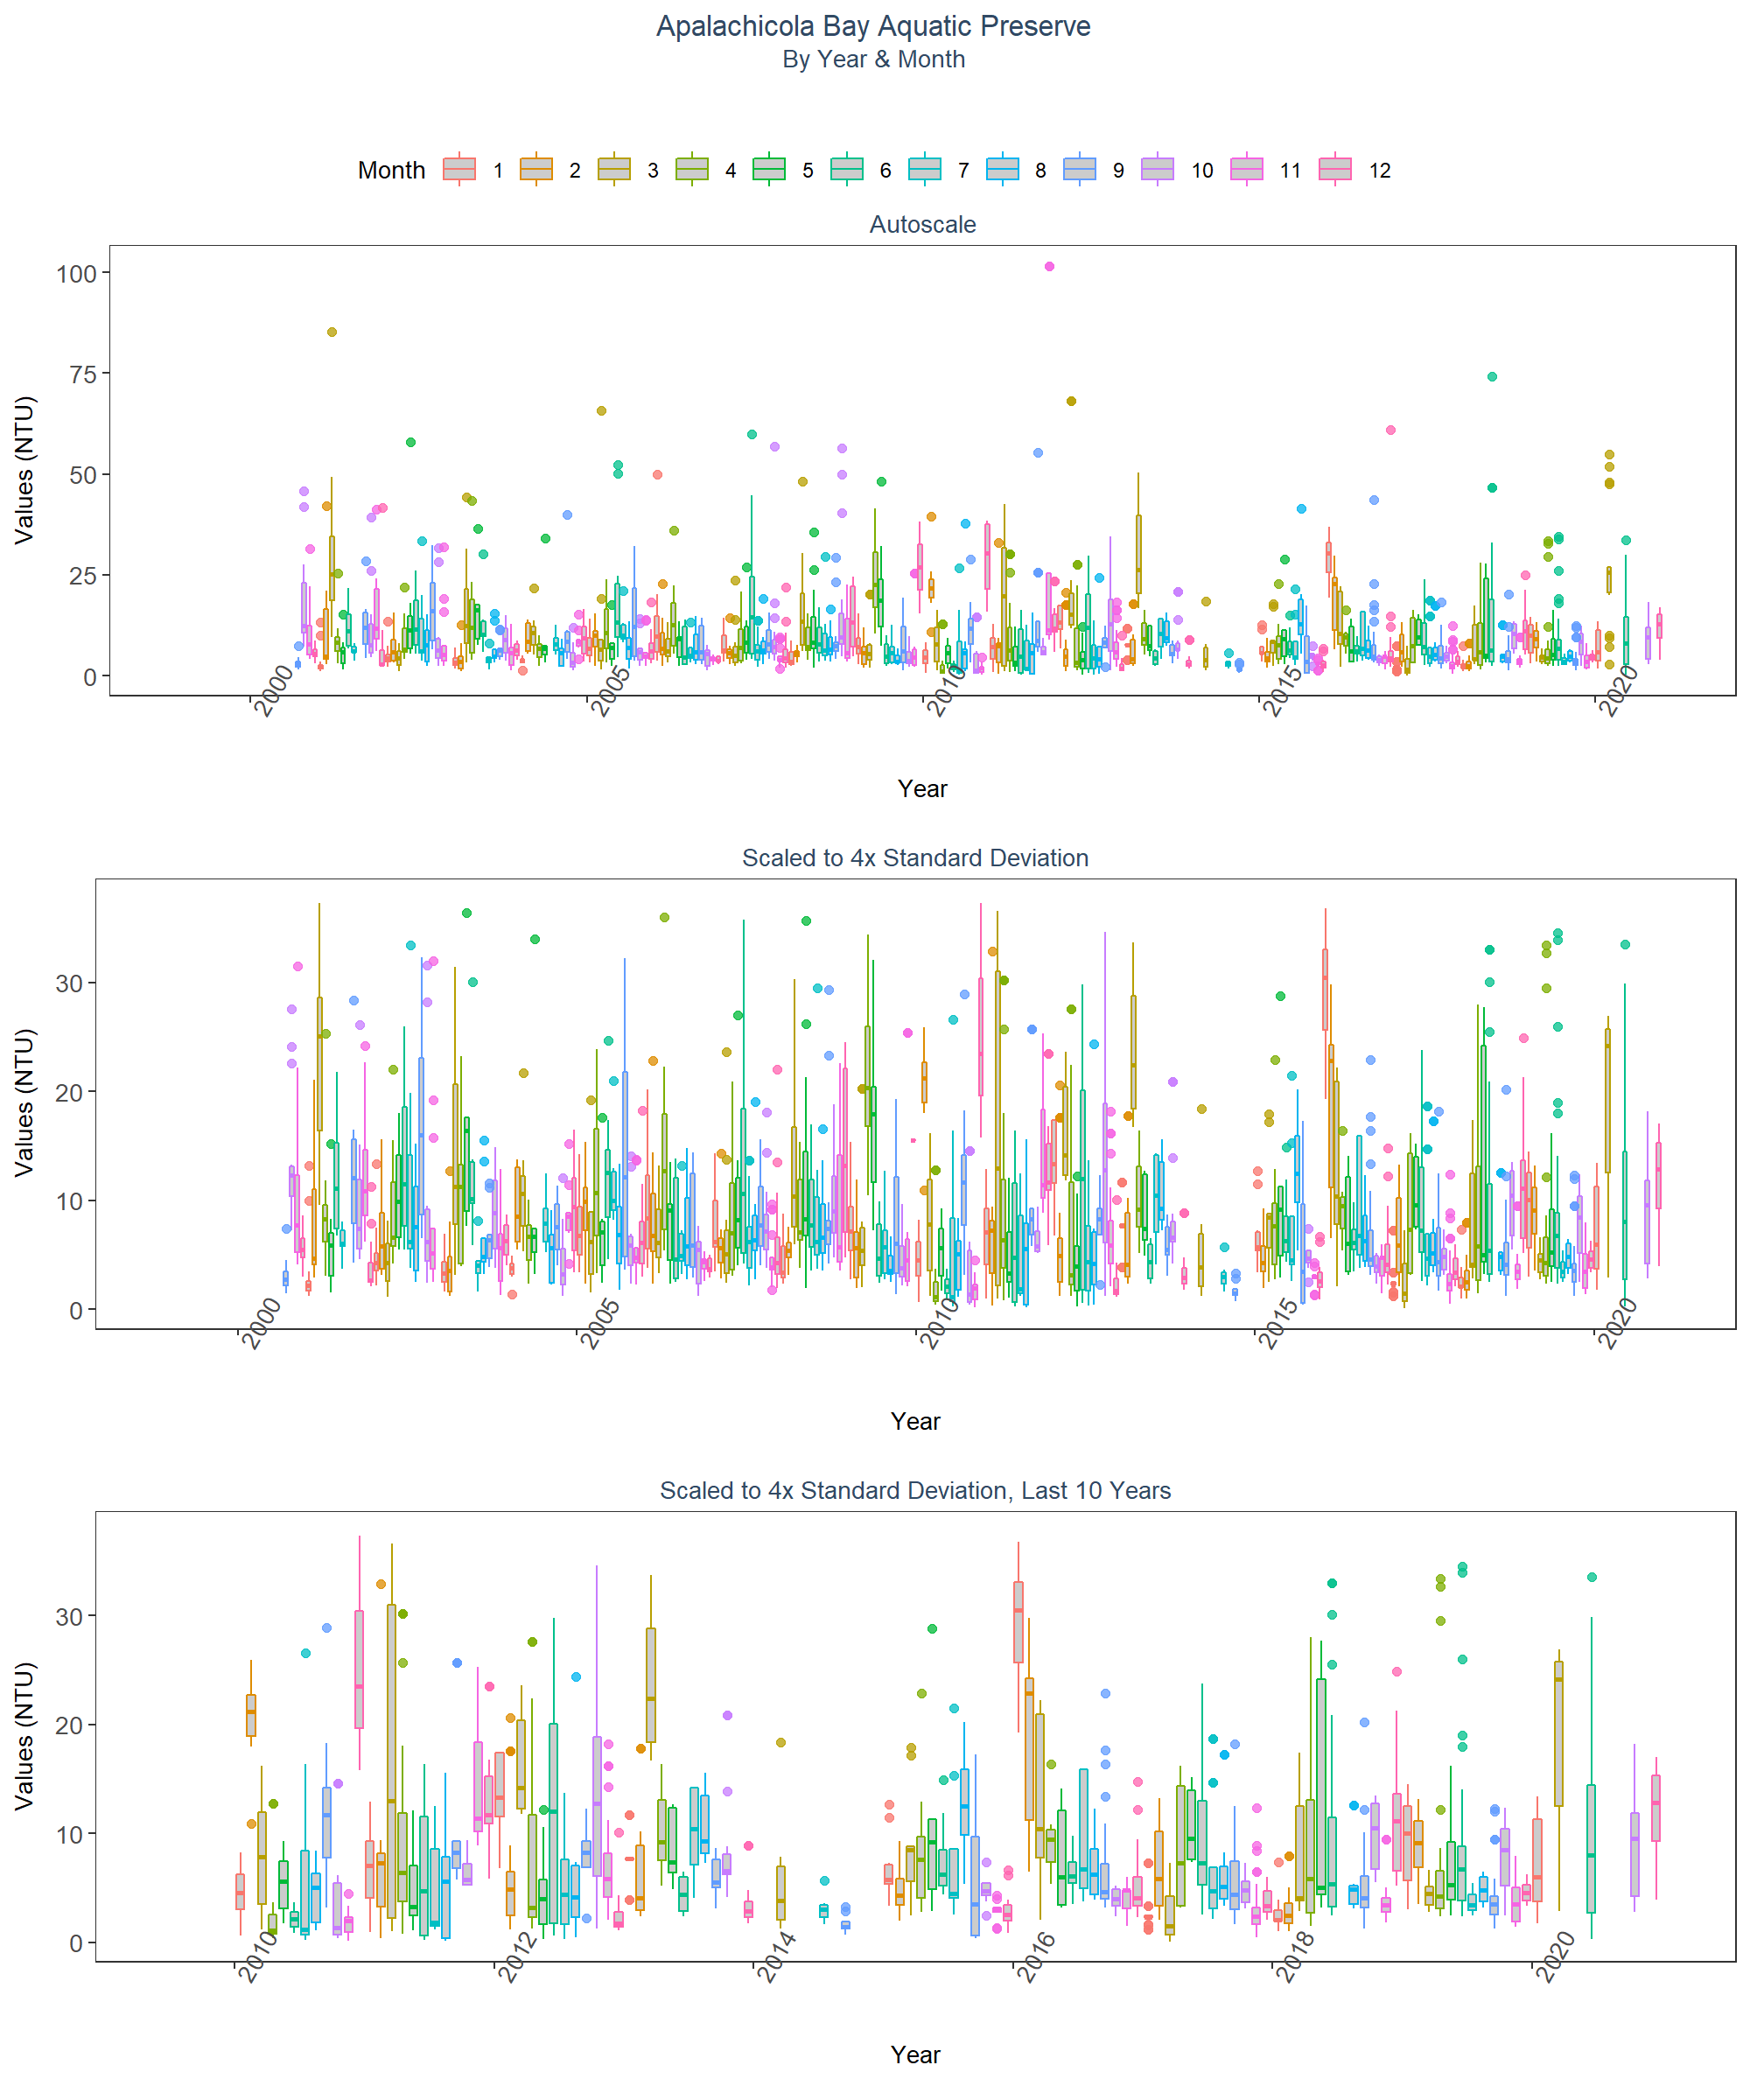 Apalachicola Bay Aquatic Preserve
By Year & Month
Month 1 2 3 4 5 6 7 8 9 10 11 12
Autoscale
Values (NTU)
100
75
50
25
0
2000 2005 2010 2015 2020
Year
Scaled to 4x Standard Deviation
Values (NTU)
30
20
10
0
2000 2005 2010 2015 2020
Year
Scaled to 4x Standard Deviation, Last 10 Years
Values (NTU)
30
20
10
0
2010 2012 2014 2016 2018 2020
Year